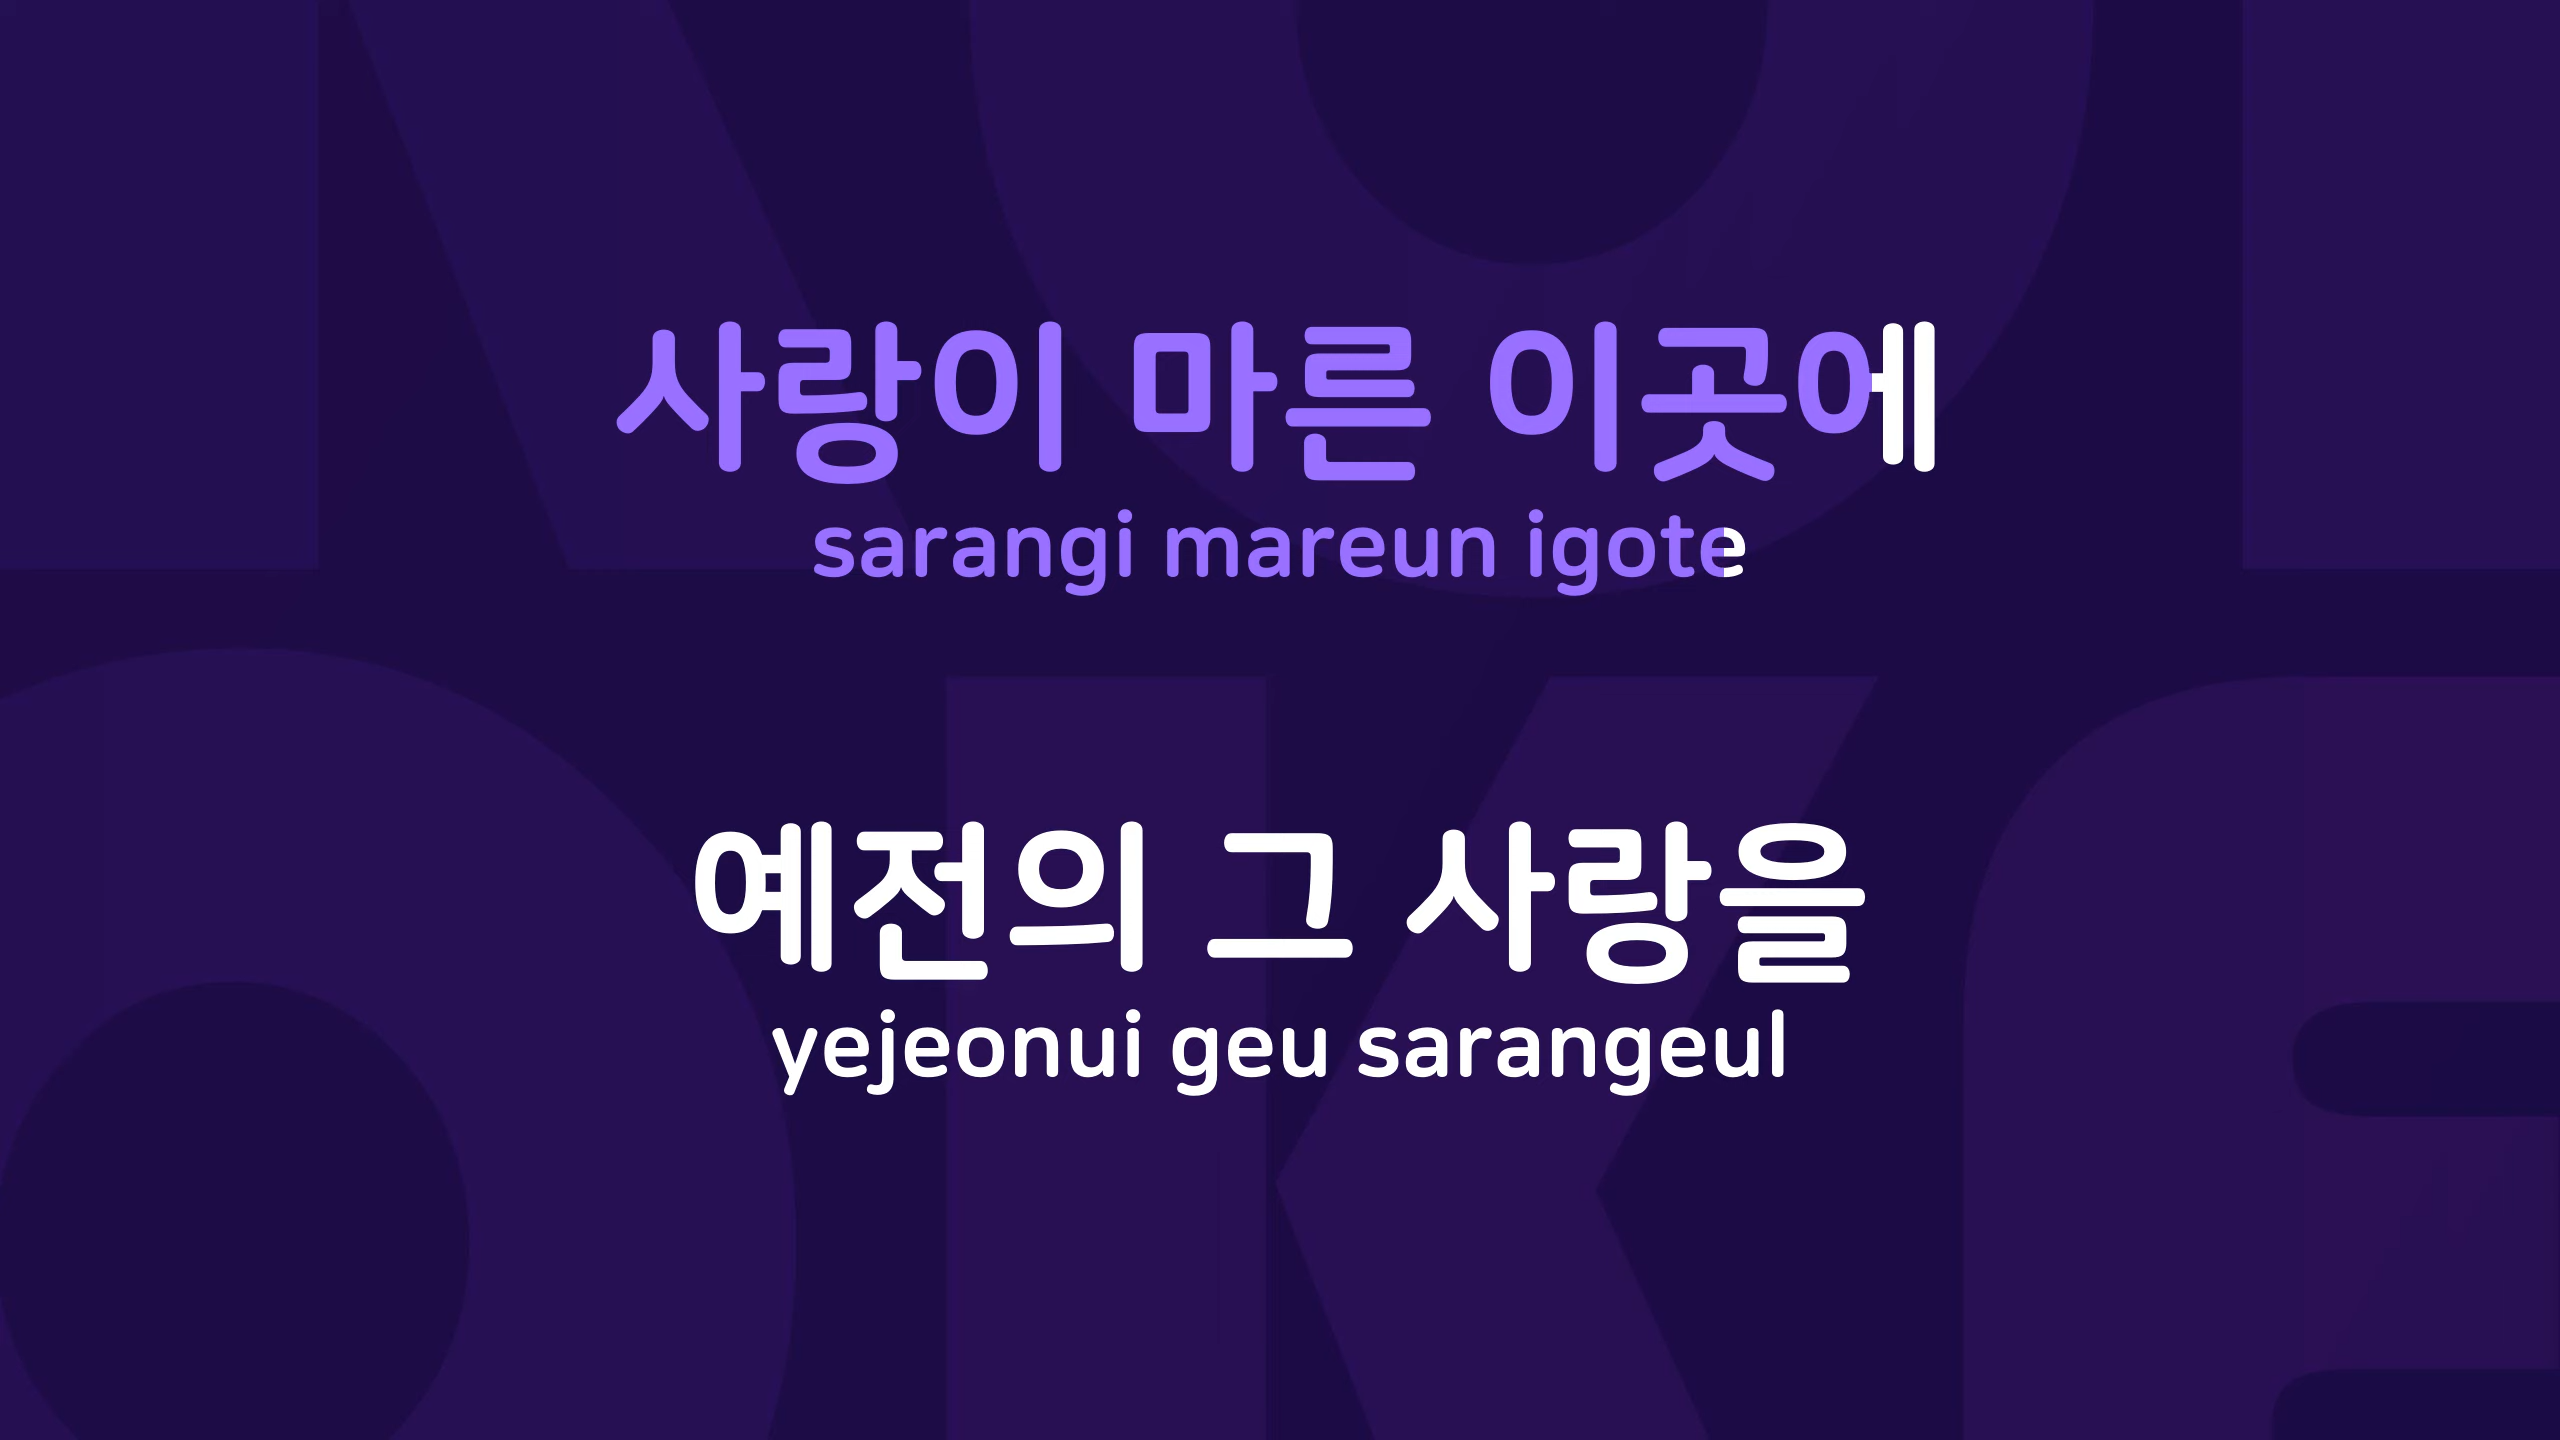 사랑이 마른 이곳에
sarangi mareun igote
예전의 그 사랑을
yejeonui geu sarangeul